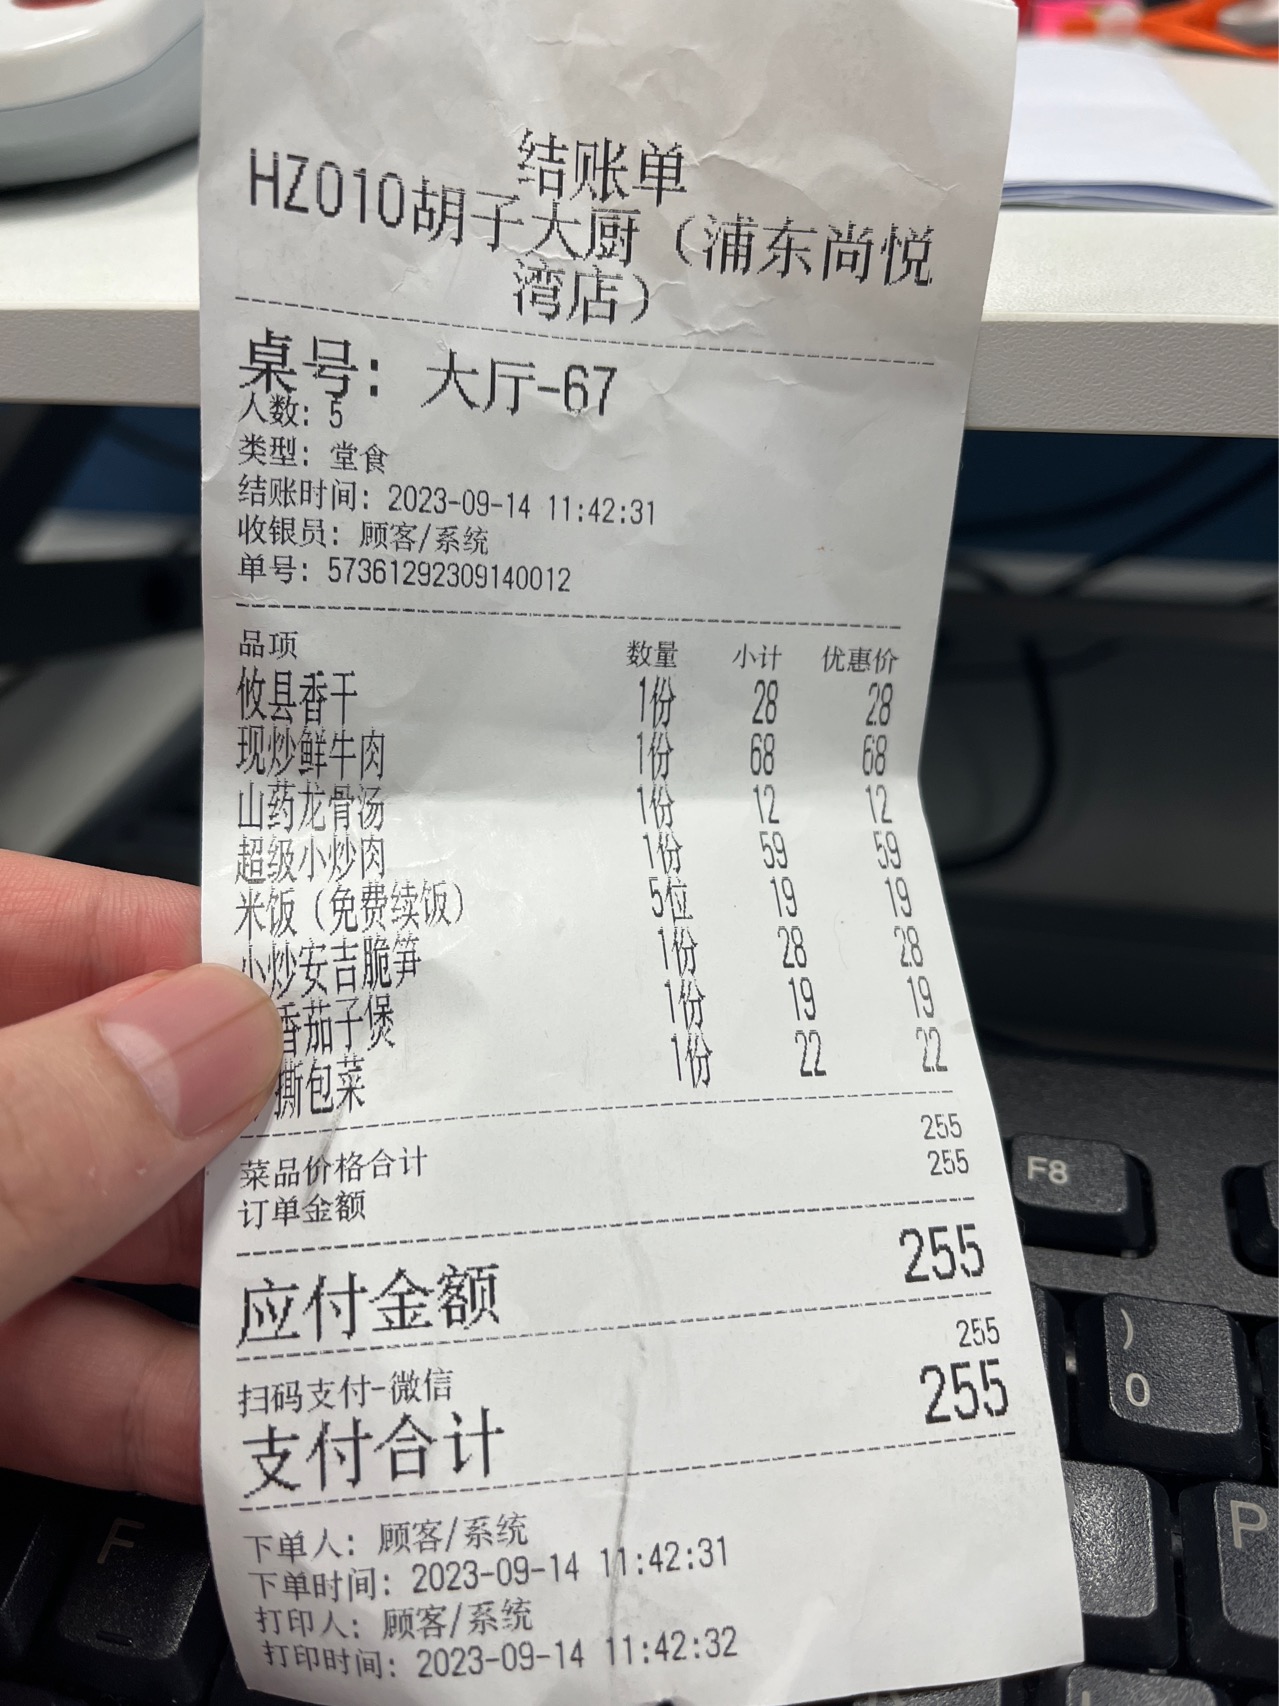 结账单
HZ010胡子大厨（浦东尚悦
湾店）
桌号：大厅-67
人数：5
类型：堂食
结账时间：2023-09-14 11:42:31
收银员：顾客/系统
单号：573612922309140012
品项 数量 小计 优惠价
攸县香干 1份 28 28
现炒鲜牛肉 1份 68 68
山药龙骨汤 1份 12 12
超级小炒肉 1份 59 59
米饭（免费续饭） 5位 19 19
小炒安吉脆笋 1份 28 28
香茄子煲 1份 19 19
撕包菜 1份 22 22
菜品价格合计 255
订单金额 255
应付金额 255
扫码支付-微信 255
支付合计 255
下单人：顾客/系统
下单时间：2023-09-14 11:42:31
打印人：顾客/系统
打印时间：2023-09-14 11:42:32
F8
)
0
P
F